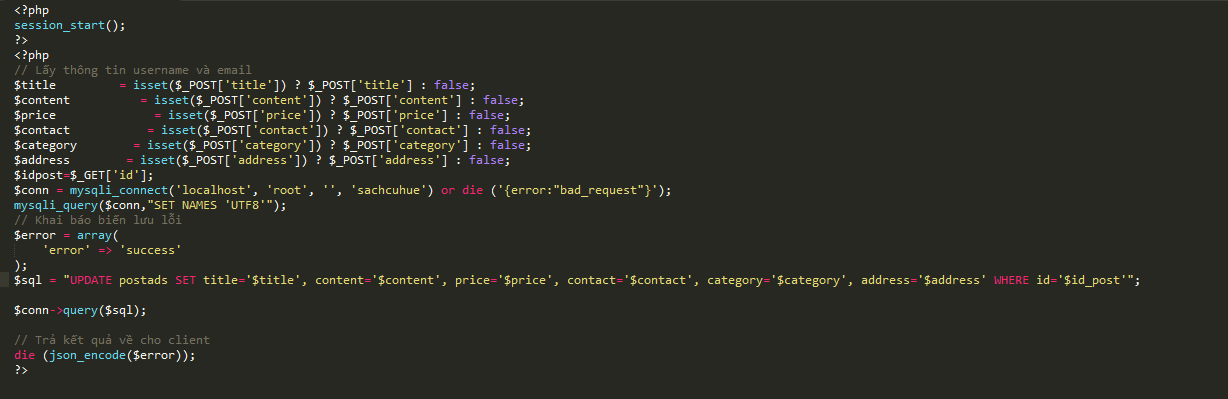 <?php
session_start();
?>
<?php
// Lấy thông tin username và email
$title         = isset($_POST['title']) ? $_POST['title'] : false;
$content          = isset($_POST['content']) ? $_POST['content'] : false;
$price              = isset($_POST['price']) ? $_POST['price'] : false;
$contact           = isset($_POST['contact']) ? $_POST['contact'] : false;
$category        = isset($_POST['category']) ? $_POST['category'] : false;
$address        = isset($_POST['address']) ? $_POST['address'] : false;
$idpost=$_GET['id'];
$conn = mysqli_connect('localhost', 'root', '', 'sachcuhue') or die ('{error:"bad_request"}');
mysqli_query($conn,"SET NAMES 'UTF8'");
// Khai báo biến lưu lỗi
$error = array(
    'error' => 'success'
);
$sql = "UPDATE postads SET title='$title', content='$content', price='$price', contact='$contact', category='$category', address='$address' WHERE id='$id_post'";
$conn->query($sql);
// Trả kết quả về cho client
die (json_encode($error));
?>